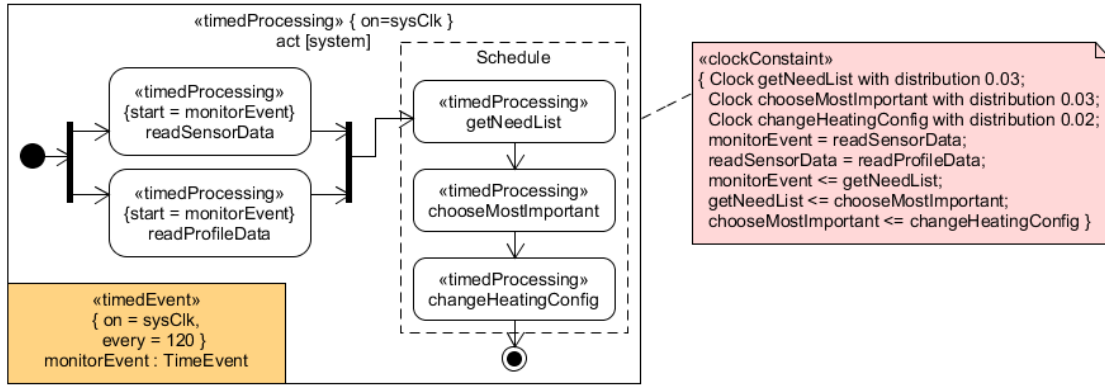 «timedProcessing» { on=sysClk }
act [system]
Schedule
«timedProcessing»
{start = monitorEvent}
readSensorData
«timedProcessing»
{start = monitorEvent}
readProfileData
«timedProcessing»
getNeedList
«timedProcessing»
chooseMostImportant
«timedProcessing»
changeHeatingConfig
«timedEvent»
{ on = sysClk,
every = 120 }
monitorEvent : TimeEvent
«clockConstaint»
{ Clock getNeedList with distribution 0.03;
Clock chooseMostImportant with distribution 0.03;
Clock changeHeatingConfig with distribution 0.02;
monitorEvent = readSensorData;
readSensorData = readProfileData;
monitorEvent <= getNeedList;
getNeedList <= chooseMostImportant;
chooseMostImportant <= changeHeatingConfig }